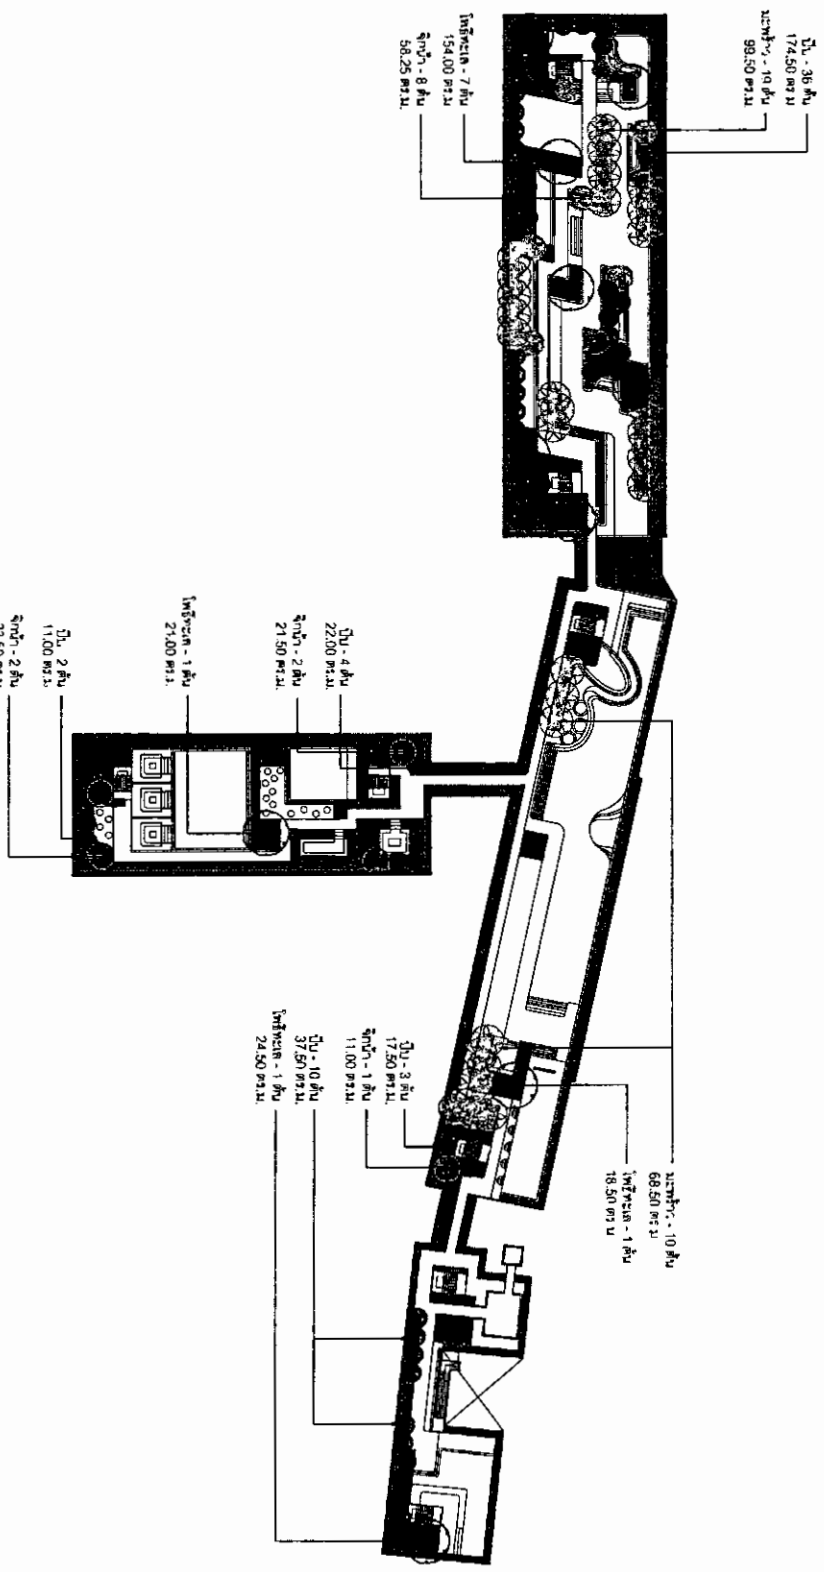 ปีบ - 36 ต้น
174.50 ตร.ม
มะพร้าว - 19 ต้น
99.50 ตร.ม.
โพธิ์ทะเล - 7 ต้น
154.00 ตร.ม.
จิกน้ำ - 8 ต้น
58.25 ตร.ม.
ปีบ - 4 ต้น
22.00 ตร.ม.
จิกน้ำ - 2 ต้น
21.50 ตร.ม.
โพธิ์ทะเล - 1 ต้น
21.00 ตร.ม.
ปีบ 2 ต้น
11.00 ตร.ม.
จิกน้ำ - 2 ต้น
ปีบ - 3 ต้น
17.50 ตร.ม.
จิกน้ำ - 1 ต้น
11.00 ตร.ม.
ปีบ - 10 ต้น
37.50 ตร.ม.
โพธิ์ทะเล - 1 ต้น
24.50 ตร.ม.
มะพร้าว - 10 ต้น
68.50 ตร.ม
โพธิ์ทะเล - 1 ต้น
18.50 ตร.ม